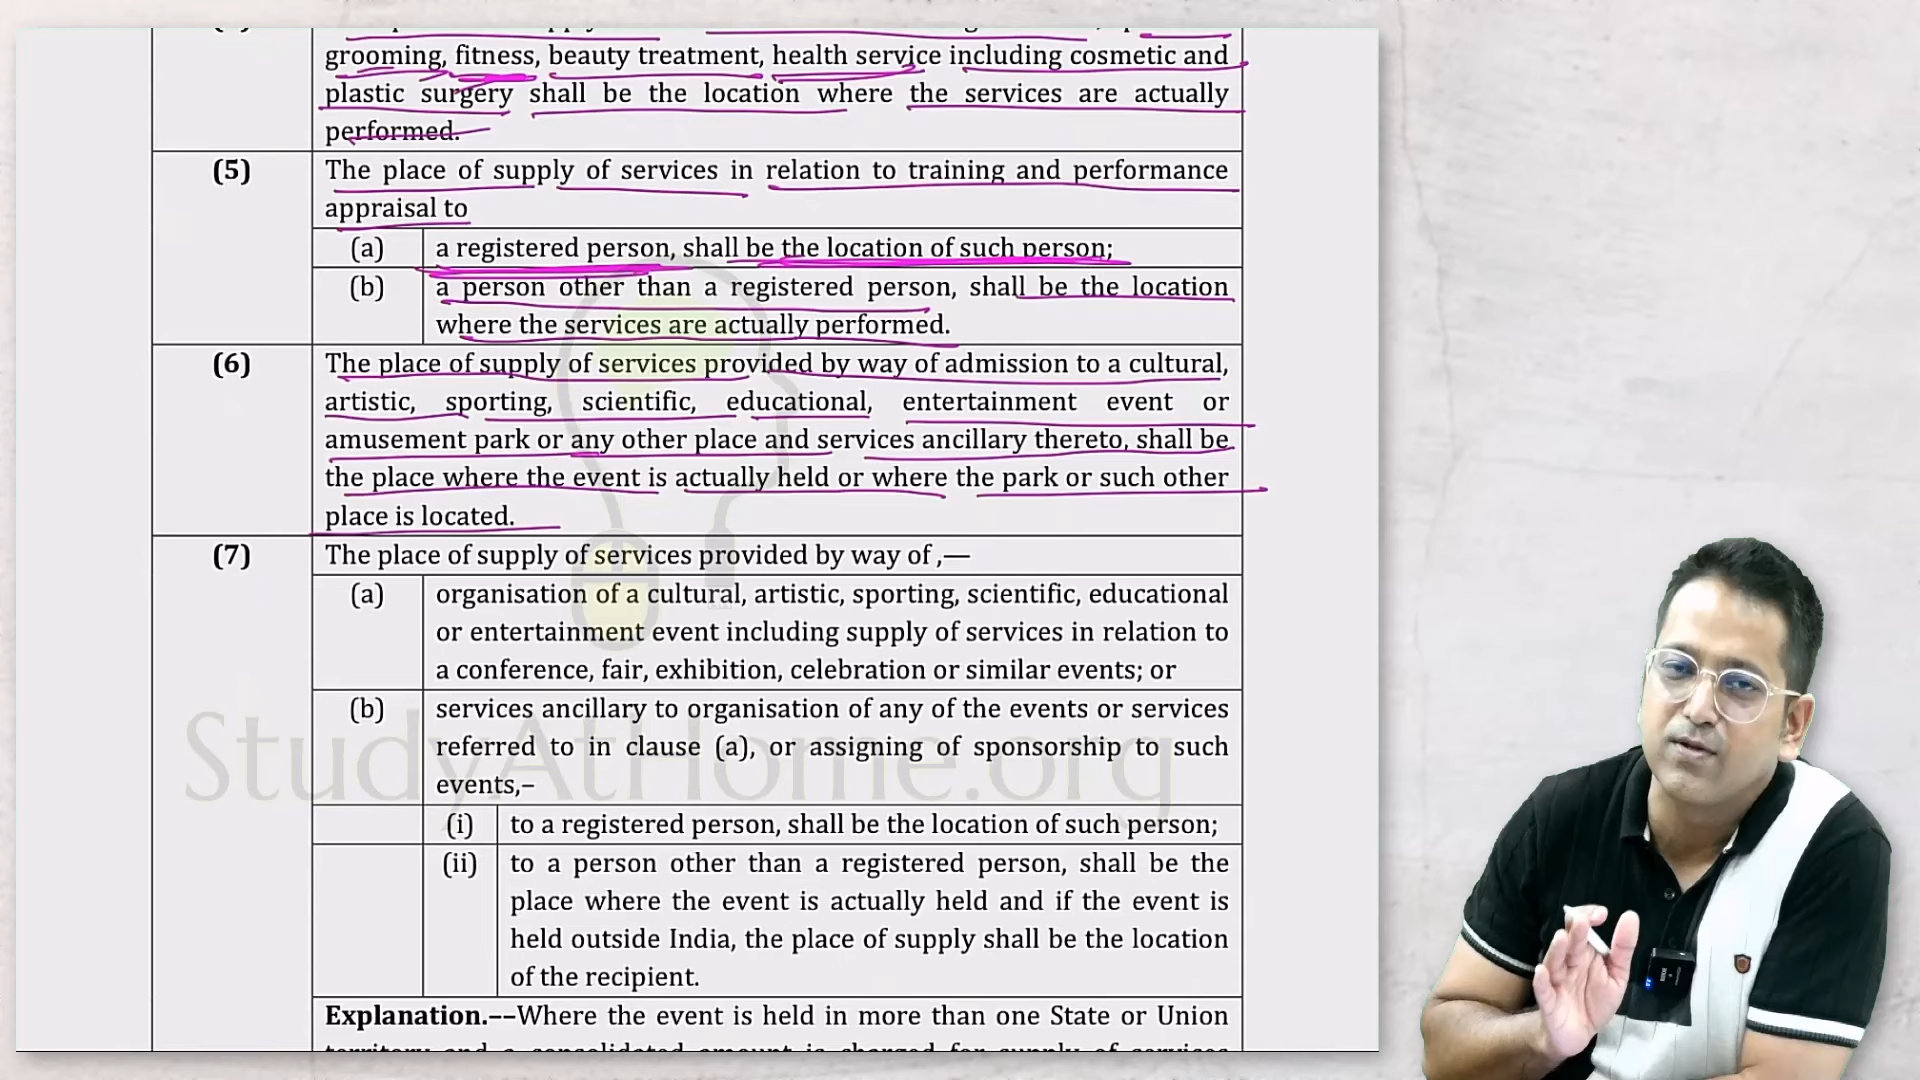 grooming, fitness, beauty treatment, health service including cosmetic and
plastic surgery shall be the location where the services are actually
performed.
(5) The place of supply of services in relation to training and performance
appraisal to
(a) a registered person, shall be the location of such person;
(b) a person other than a registered person, shall be the location
where the services are actually performed.
(6) The place of supply of services provided by way of admission to a cultural,
artistic, sporting, scientific, educational, entertainment event or
amusement park or any other place and services ancillary thereto, shall be
the place where the event is actually held or where the park or such other
place is located.
(7) The place of supply of services provided by way of ,—
(a) organisation of a cultural, artistic, sporting, scientific, educational
or entertainment event including supply of services in relation to
a conference, fair, exhibition, celebration or similar events; or
(b) services ancillary to organisation of any of the events or services
referred to in clause (a), or assigning of sponsorship to such
events,–
(i) to a registered person, shall be the location of such person;
(ii) to a person other than a registered person, shall be the
place where the event is actually held and if the event is
held outside India, the place of supply shall be the location
of the recipient.
Explanation.––Where the event is held in more than one State or Union
territory and a consolidated amount is charged for supply of services
StudyAtHome.org